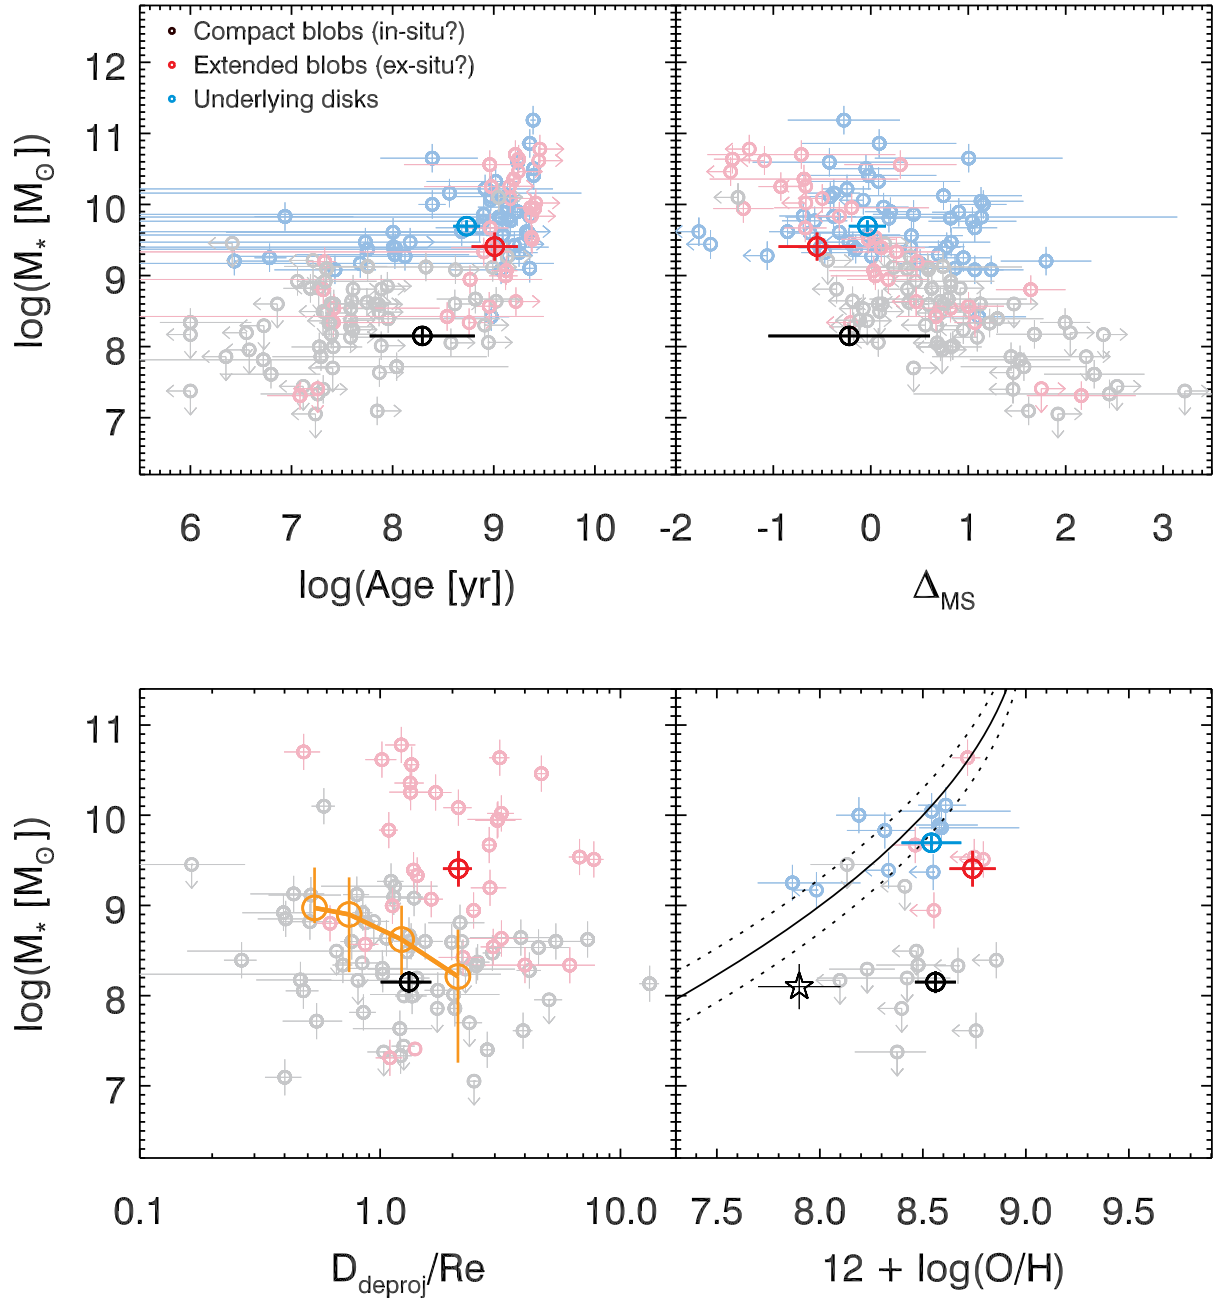 Compact blobs (in-situ?)
Extended blobs (ex-situ?)
Underlying disks
12
11
10
9
8
7
log(M* [M⊙])
6 7 8 9 10
-2 -1 0 1 2 3
log(Age [yr])
ΔMS
11
10
9
8
7
log(M* [M⊙])
0.1 1.0 10.0
7.5 8.0 8.5 9.0 9.5
Ddeproj/Re
12 + log(O/H)